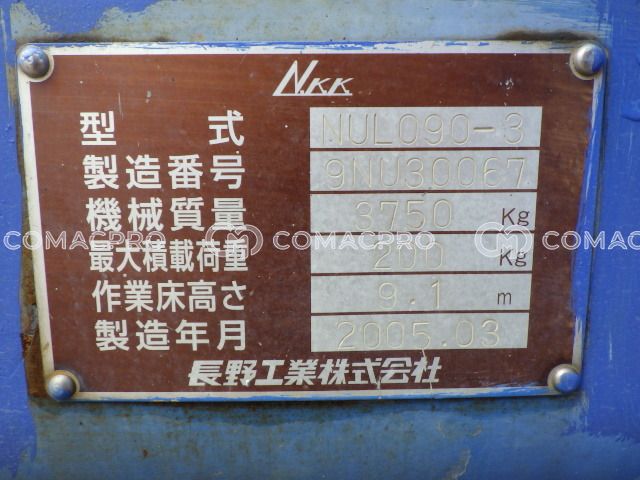 N.KK
型式 NUL090-3
製造番号 9NU30067
機械質量 3750 Kg
COMACPRO COMACPRO COMACPRO
最大積載荷重 200 Kg
作業床高さ 9.1 m
製造年月 2005.03
長野工業株式会社